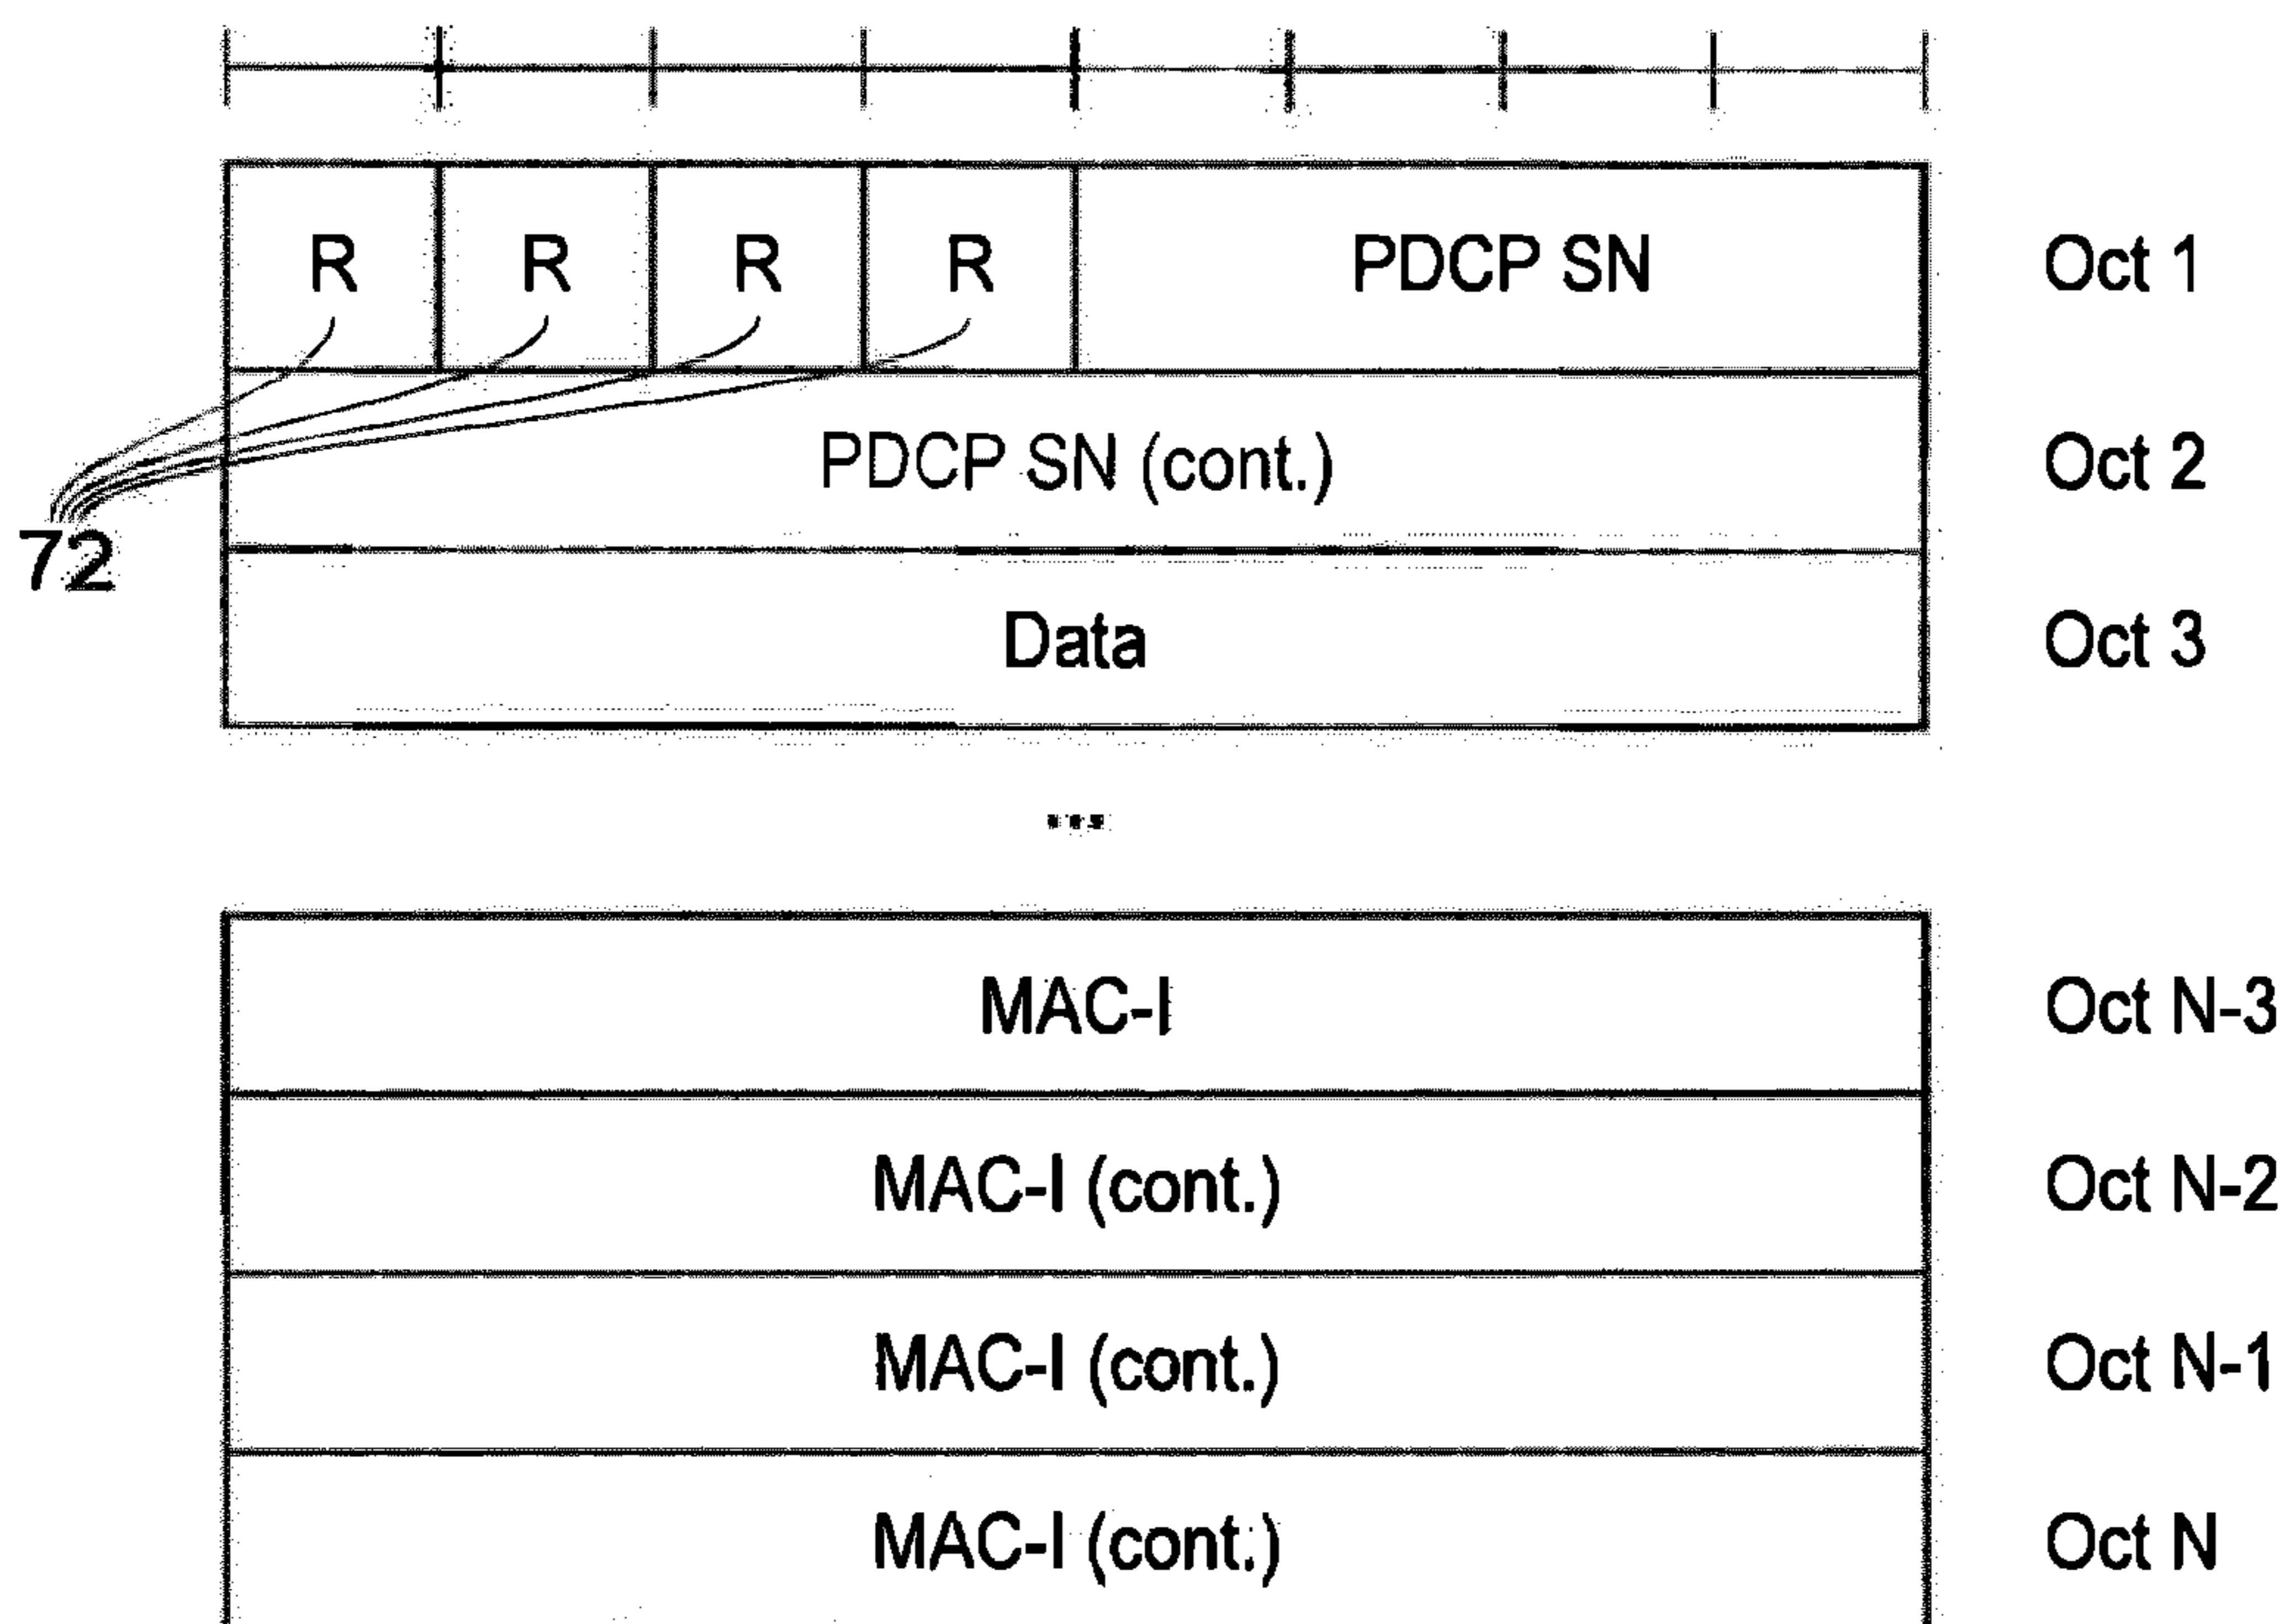 R R R R PDCP SN Oct 1
PDCP SN (cont.) Oct 2
72
Data Oct 3
...
MAC-I Oct N-3
MAC-I (cont.) Oct N-2
MAC-I (cont.) Oct N-1
MAC-I (cont.) Oct N